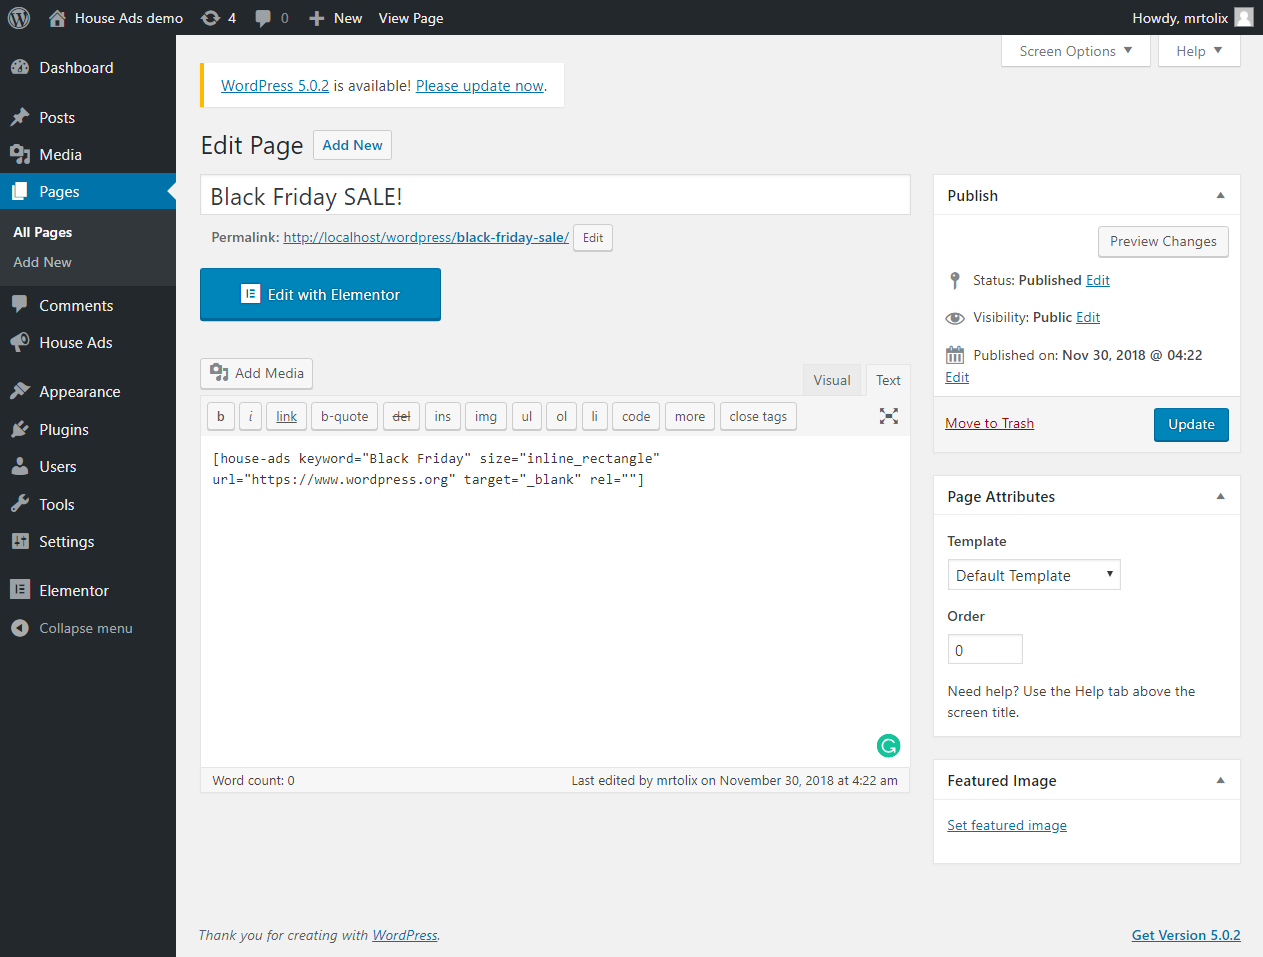 House Ads demo 4 0 New View Page Howdy, mrtolix
Screen Options Help
Dashboard
Posts
Media
Pages
All Pages
Add New
Comments
House Ads
Appearance
Plugins
Users
Tools
Settings
Elementor
Collapse menu
WordPress 5.0.2 is available! Please update now.
Edit Page Add New
Black Friday SALE!
Permalink: http://localhost/wordpress/black-friday-sale/ Edit
Edit with Elementor
Add Media
Visual Text
b i link b-quote del ins img ul ol li code more close tags
[house-ads keyword="Black Friday" size="inline_rectangle"
url="https://www.wordpress.org" target="_blank" rel=""]
Word count: 0 Last edited by mrtolix on November 30, 2018 at 4:22 am
Publish
Preview Changes
Status: Published Edit
Visibility: Public Edit
Published on: Nov 30, 2018 @ 04:22
Edit
Move to Trash Update
Page Attributes
Template
Default Template
Order
0
Need help? Use the Help tab above the
screen title.
Featured Image
Set featured image
Thank you for creating with WordPress. Get Version 5.0.2